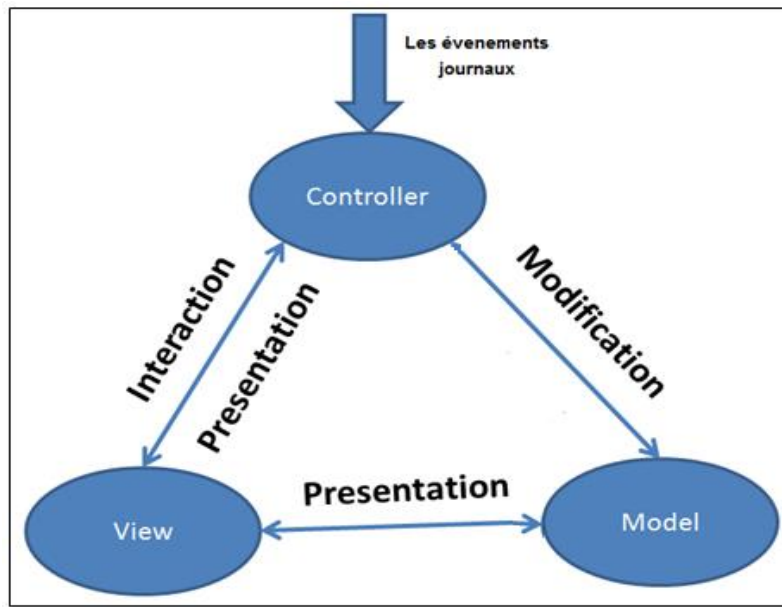 Les évenements
journaux
Controller
Interaction
Presentation
Modification
Presentation
View
Model